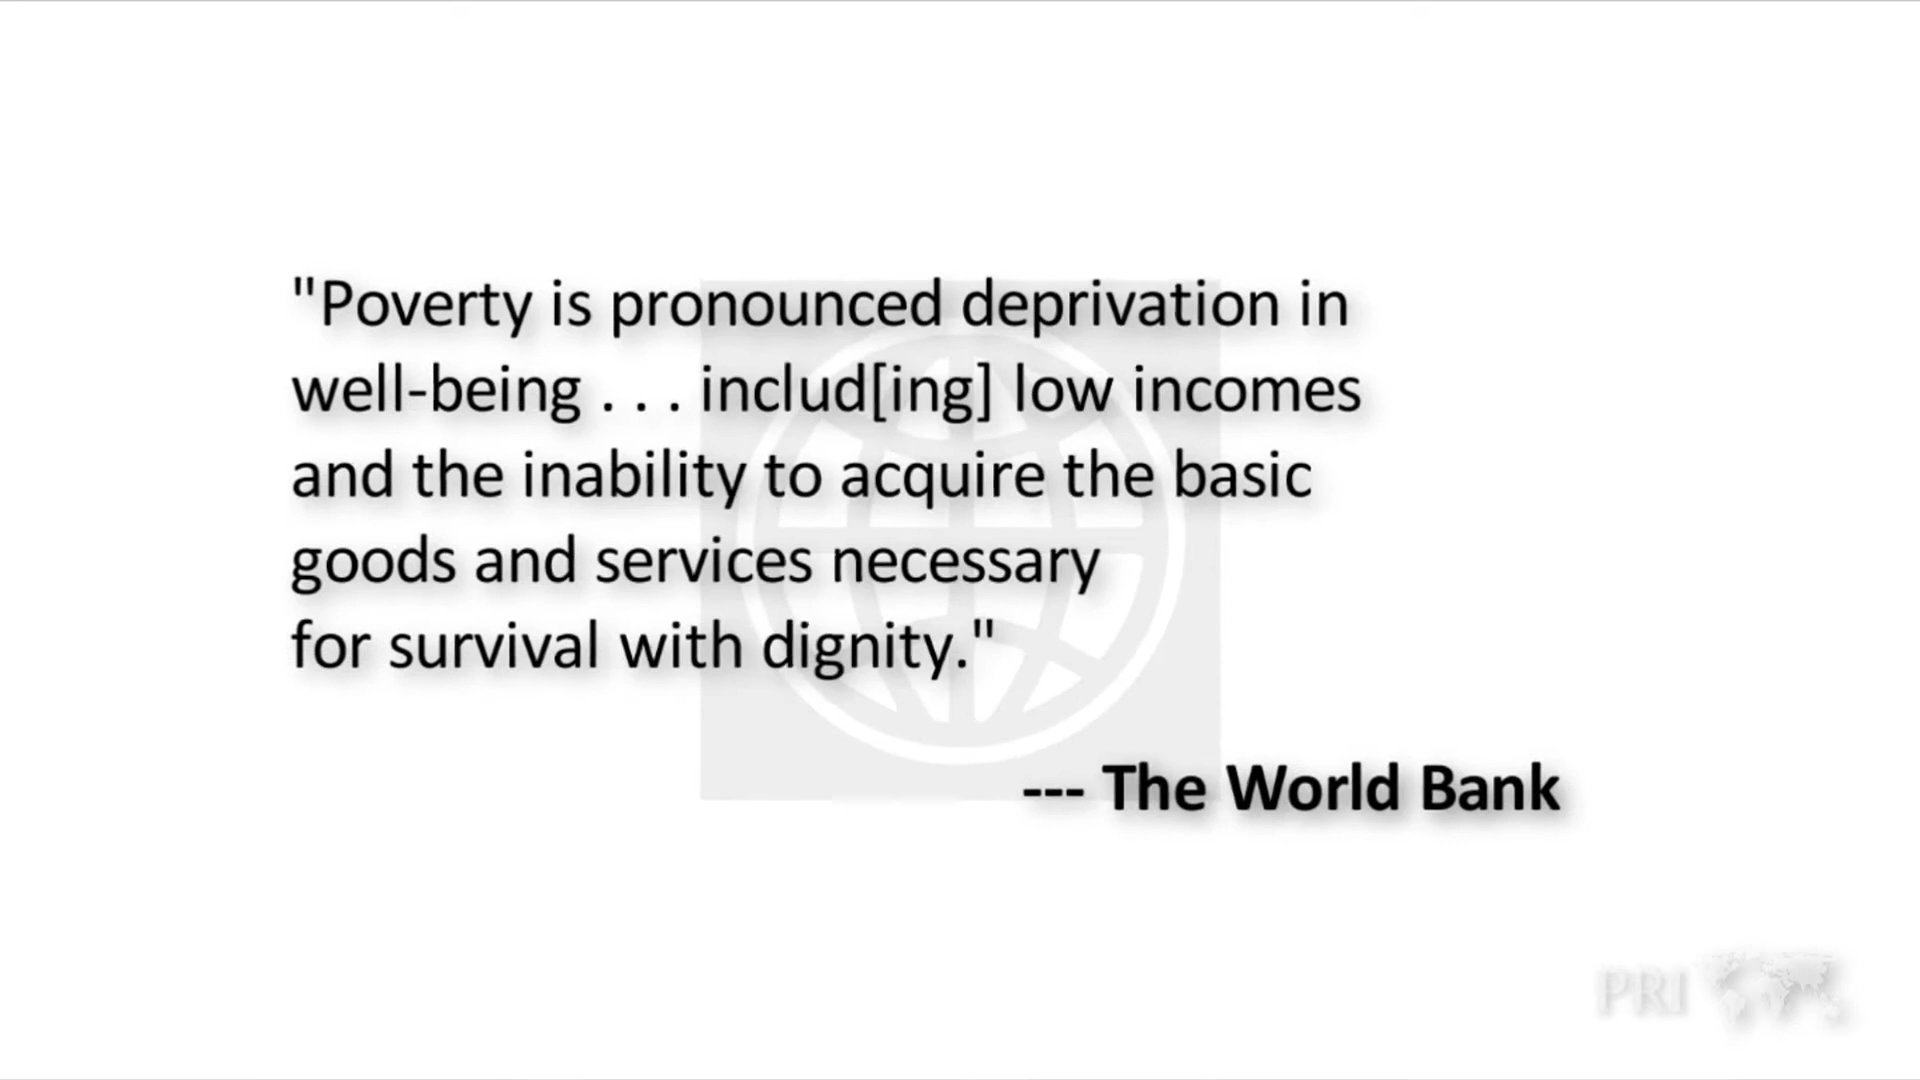 "Poverty is pronounced deprivation in
well-being . . . includ[ing] low incomes
and the inability to acquire the basic
goods and services necessary
for survival with dignity."
--- The World Bank
PRI